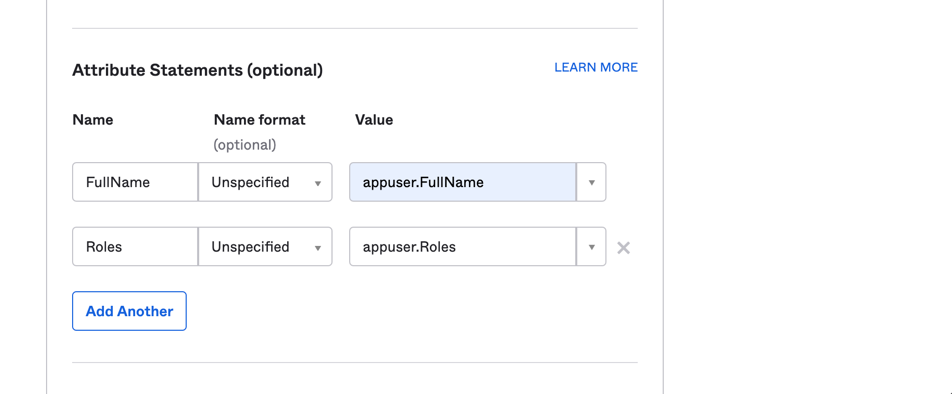 Attribute Statements (optional) LEARN MORE
Name Name format Value
(optional)
FullName Unspecified appuser.FullName
Roles Unspecified appuser.Roles
Add Another